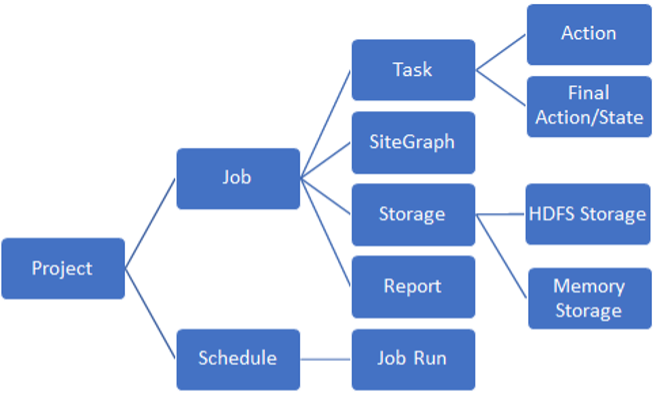 Project
Job
Task
Action
Final
Action/State
SiteGraph
Storage
HDFS Storage
Memory
Storage
Report
Schedule
Job Run